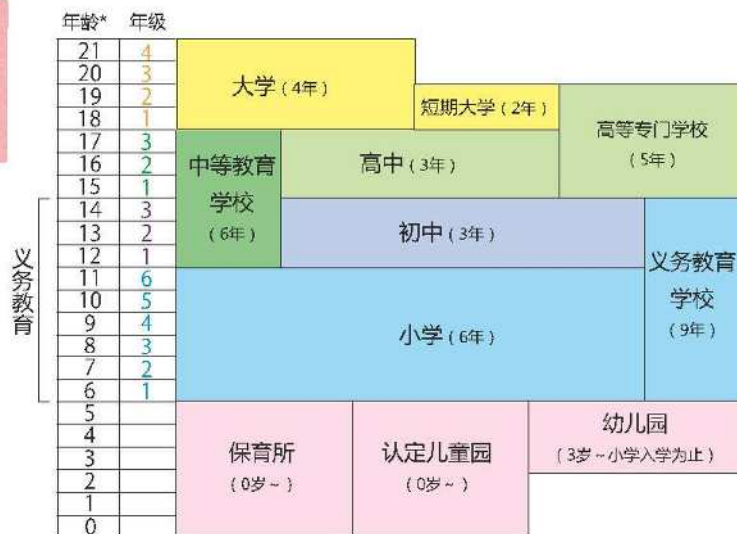 年龄* 年级
21 4
20 3
19 2
18 1
17 3
16 2
15 1
14 3
13 2
12 1
11 6
10 5
9 4
8 3
7 2
6 1
5
4
3
2
1
0
义务教育
大学（4年）
短期大学（2年）
高等专门学校
（5年）
中等教育
学校
（6年）
高中（3年）
初中（3年）
义务教育
学校
（9年）
小学（6年）
保育所
（0岁~）
认定儿童园
（0岁~）
幼儿园
（3岁~小学入学为止）